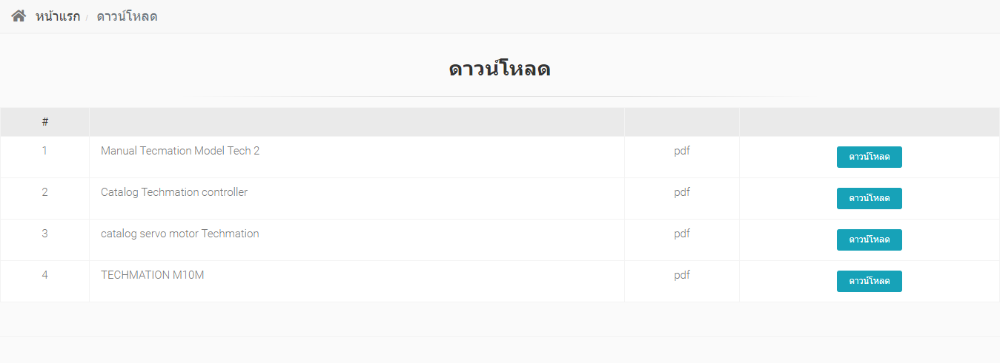 หน้าแรก / ดาวน์โหลด
ดาวน์โหลด
#
1 Manual Tecmation Model Tech 2 pdf ดาวน์โหลด
2 Catalog Techmation controller pdf ดาวน์โหลด
3 catalog servo motor Techmation pdf ดาวน์โหลด
4 TECHMATION M10M pdf ดาวน์โหลด